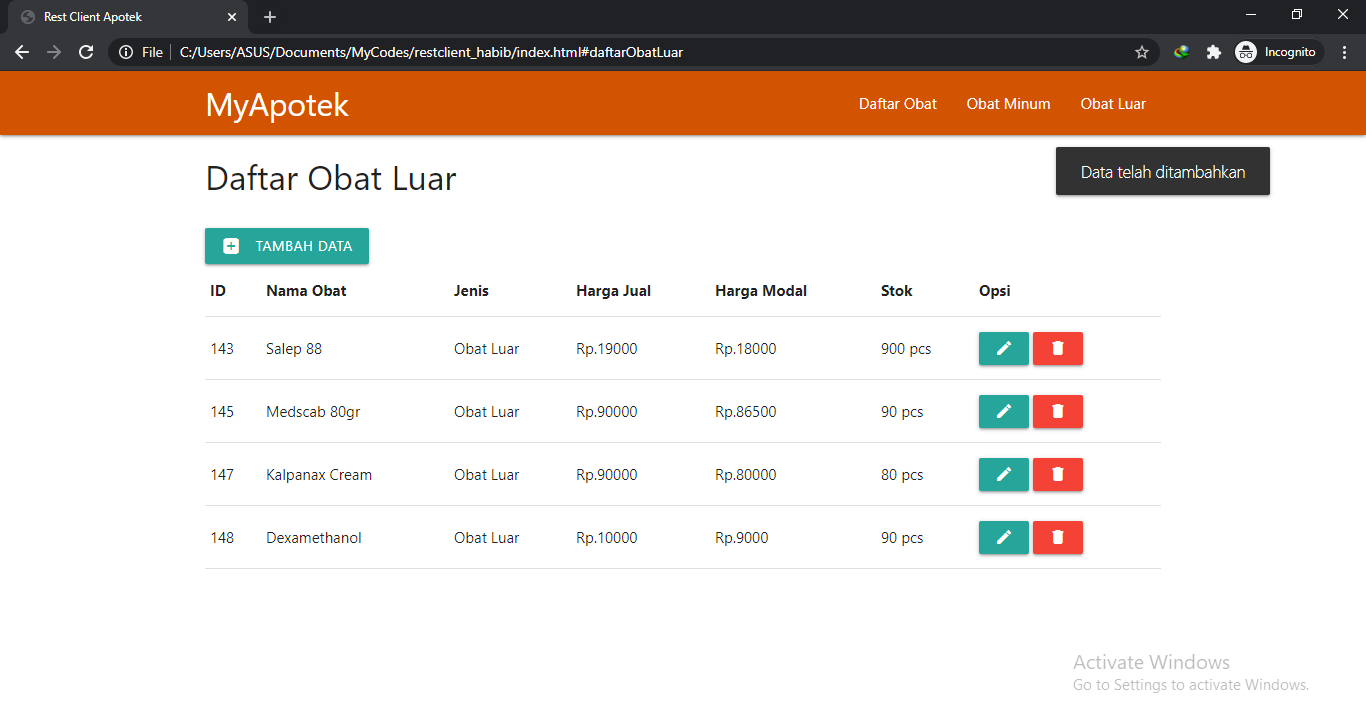 Rest Client Apotek
File C:/Users/ASUS/Documents/MyCodes/restclient_habib/index.html#daftarObatLuar Incognito
MyApotek Daftar Obat Obat Minum Obat Luar
Daftar Obat Luar
Data telah ditambahkan
TAMBAH DATA
ID Nama Obat Jenis Harga Jual Harga Modal Stok Opsi
143 Salep 88 Obat Luar Rp.19000 Rp.18000 900 pcs
145 Medscab 80gr Obat Luar Rp.90000 Rp.86500 90 pcs
147 Kalpanax Cream Obat Luar Rp.90000 Rp.80000 80 pcs
148 Dexamethanol Obat Luar Rp.10000 Rp.9000 90 pcs
Activate Windows
Go to Settings to activate Windows.